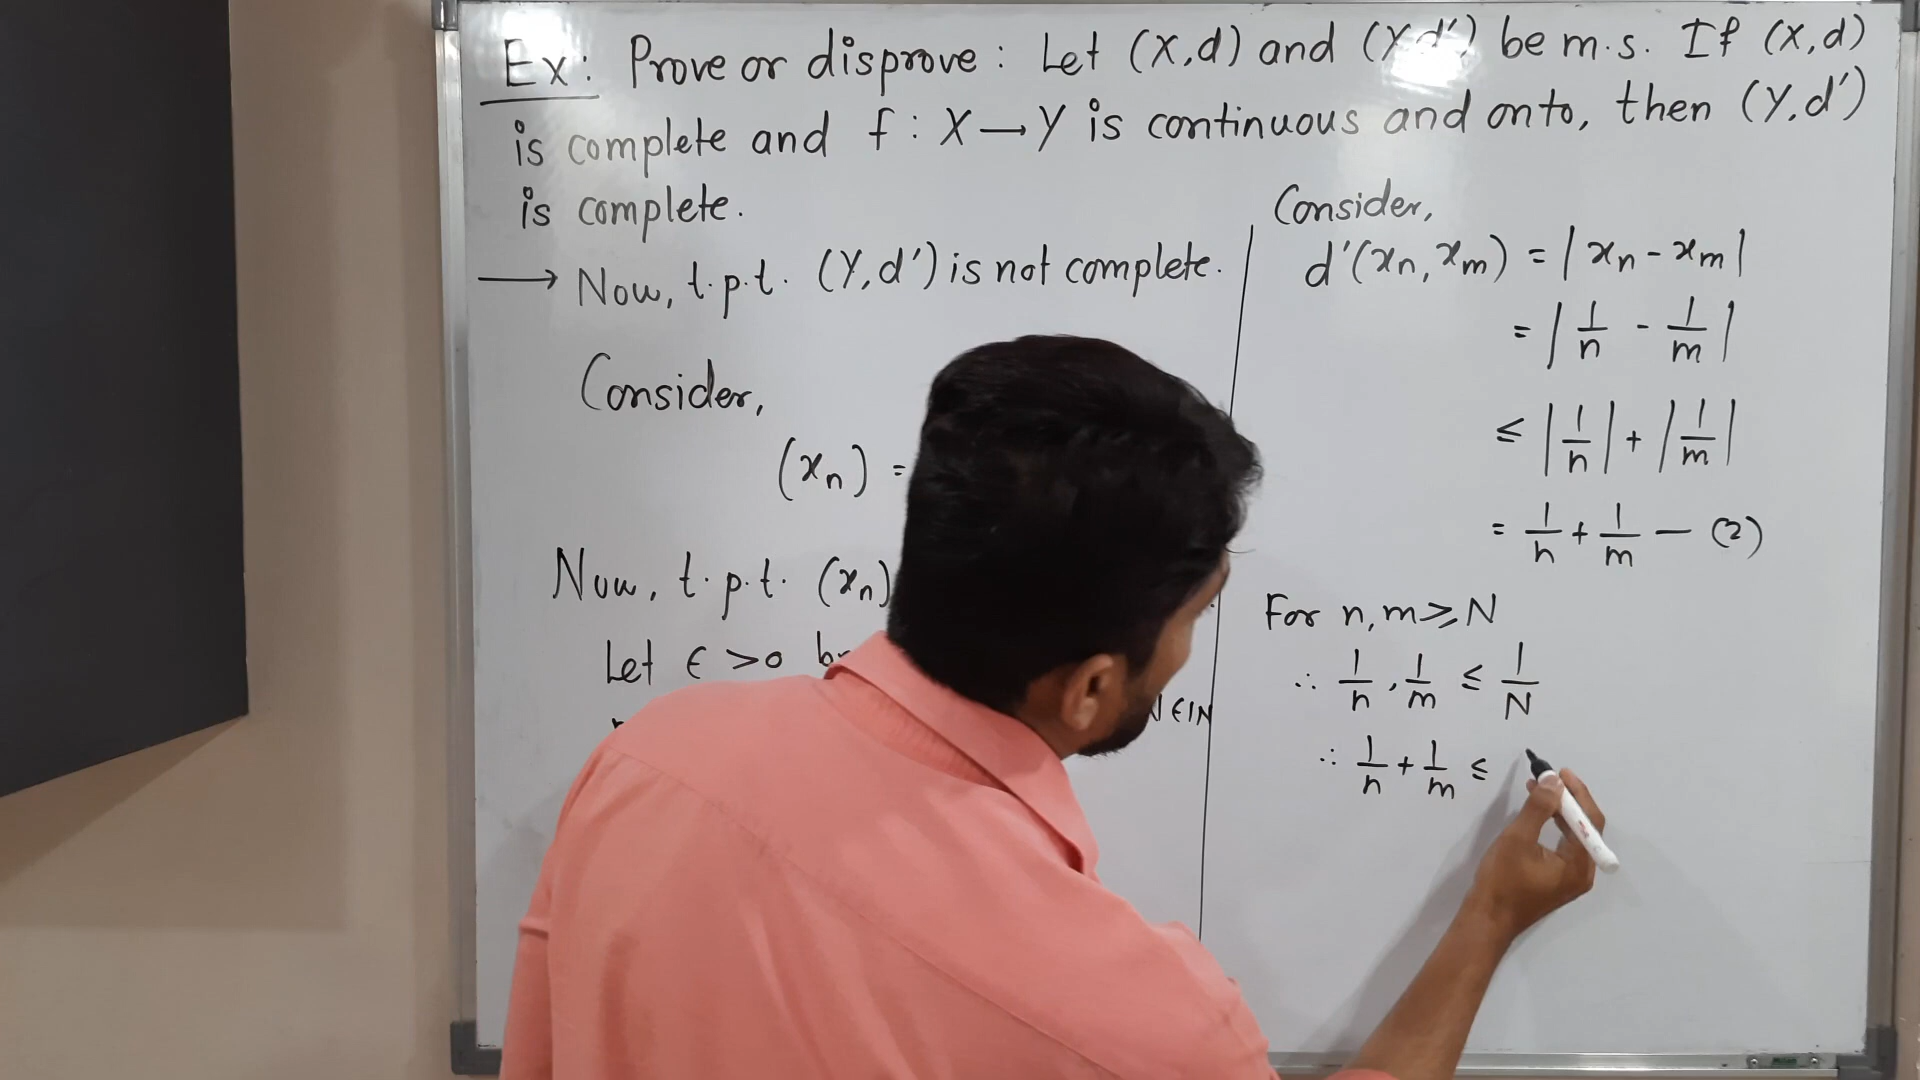 Ex: Prove or disprove : Let (X,d) and (Y,d') be m.s. If (X,d)
is complete and f : X → Y is continuous and onto, then (Y,d')
is complete.
→ Now, t.p.t. (Y,d') is not complete.
Consider,
(xₙ) =
Now, t.p.t. (xₙ)
Let ϵ >0
N ∈ ℕ
Consider,
d'(xₙ, xₘ) = | xₙ - xₘ |
= | 1/n - 1/m |
≤ | 1/n | + | 1/m |
= 1/n + 1/m — (2)
For n, m ≥ N
∴ 1/n , 1/m ≤ 1/N
∴ 1/n + 1/m ≤